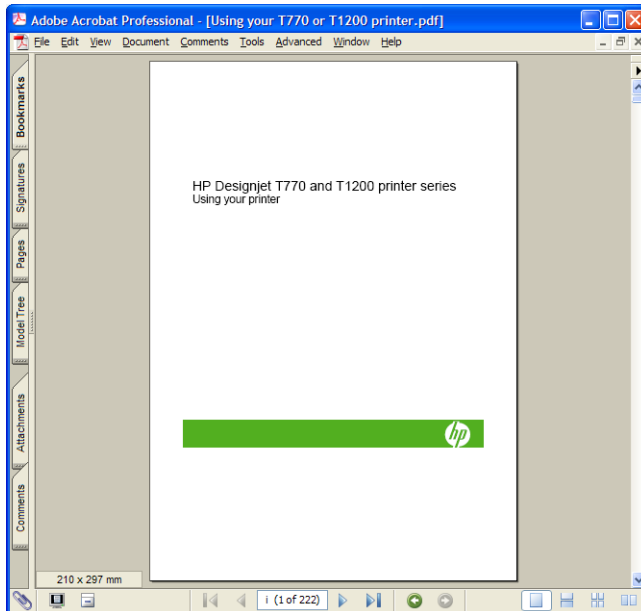 Adobe Acrobat Professional - [Using your T770 or T1200 printer.pdf]
File Edit View Document Comments Tools Advanced Window Help
Bookmarks
Signatures
Pages
Model Tree
Attachments
Comments
HP Designjet T770 and T1200 printer series
Using your printer
hp
210 x 297 mm
i (1 of 222)